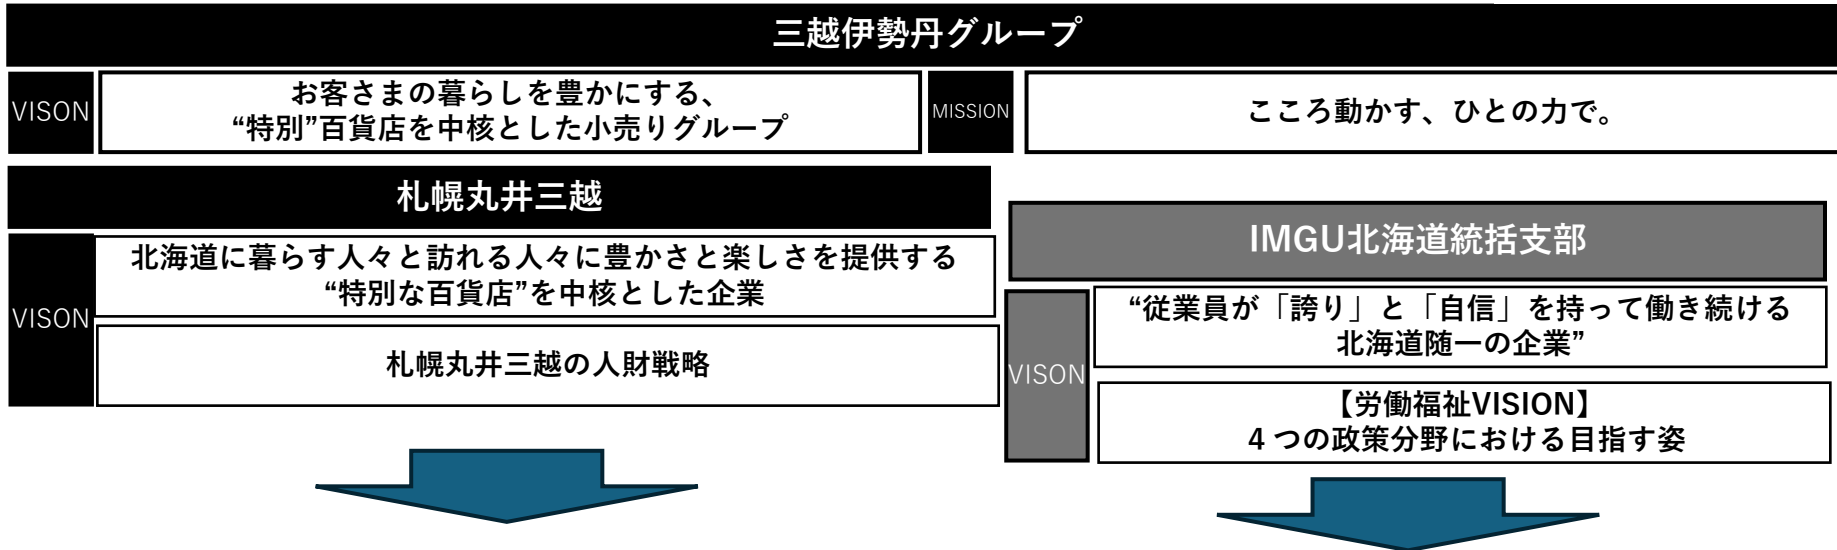 三越伊勢丹グループ
VISON
お客さまの暮らしを豊かにする、
“特別”百貨店を中核とした小売りグループ
MISSION
こころ動かす、ひとの力で。
札幌丸井三越
VISON
北海道に暮らす人々と訪れる人々に豊かさと楽しさを提供する
“特別な百貨店”を中核とした企業
札幌丸井三越の人財戦略
IMGU北海道統括支部
VISON
“従業員が「誇り」と「自信」を持って働き続ける
北海道随一の企業”
【労働福祉VISION】
4つの政策分野における目指す姿